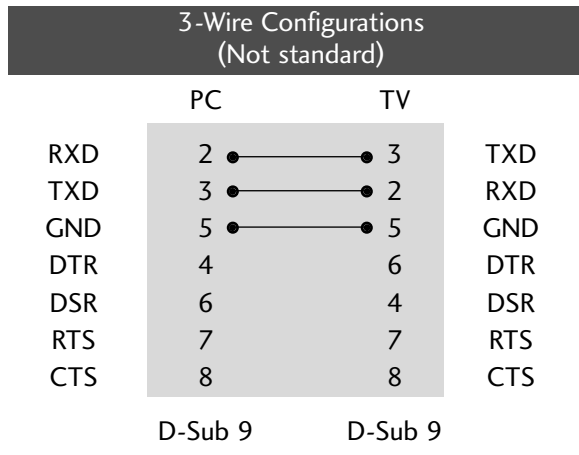 3-Wire Configurations
(Not standard)
PC TV
RXD 2 3 TXD
TXD 3 2 RXD
GND 5 5 GND
DTR 4 6 DTR
DSR 6 4 DSR
RTS 7 7 RTS
CTS 8 8 CTS
D-Sub 9 D-Sub 9